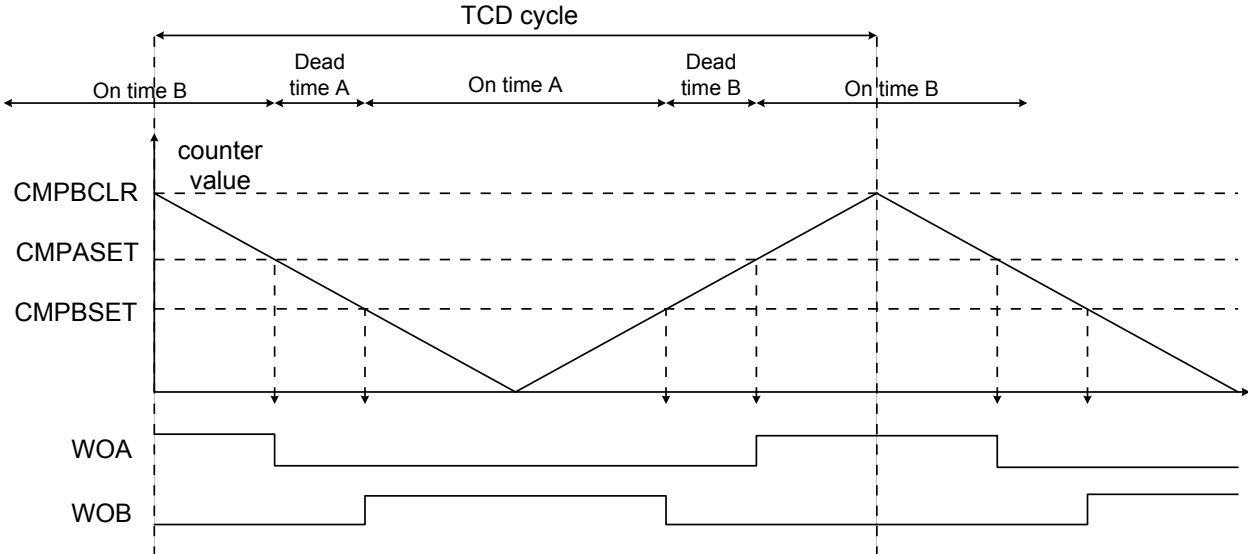 TCD cycle
On time B
Dead
time A
On time A
Dead
time B
On time B
counter
value
CMPBCLR
CMPASET
CMPBSET
WOA
WOB